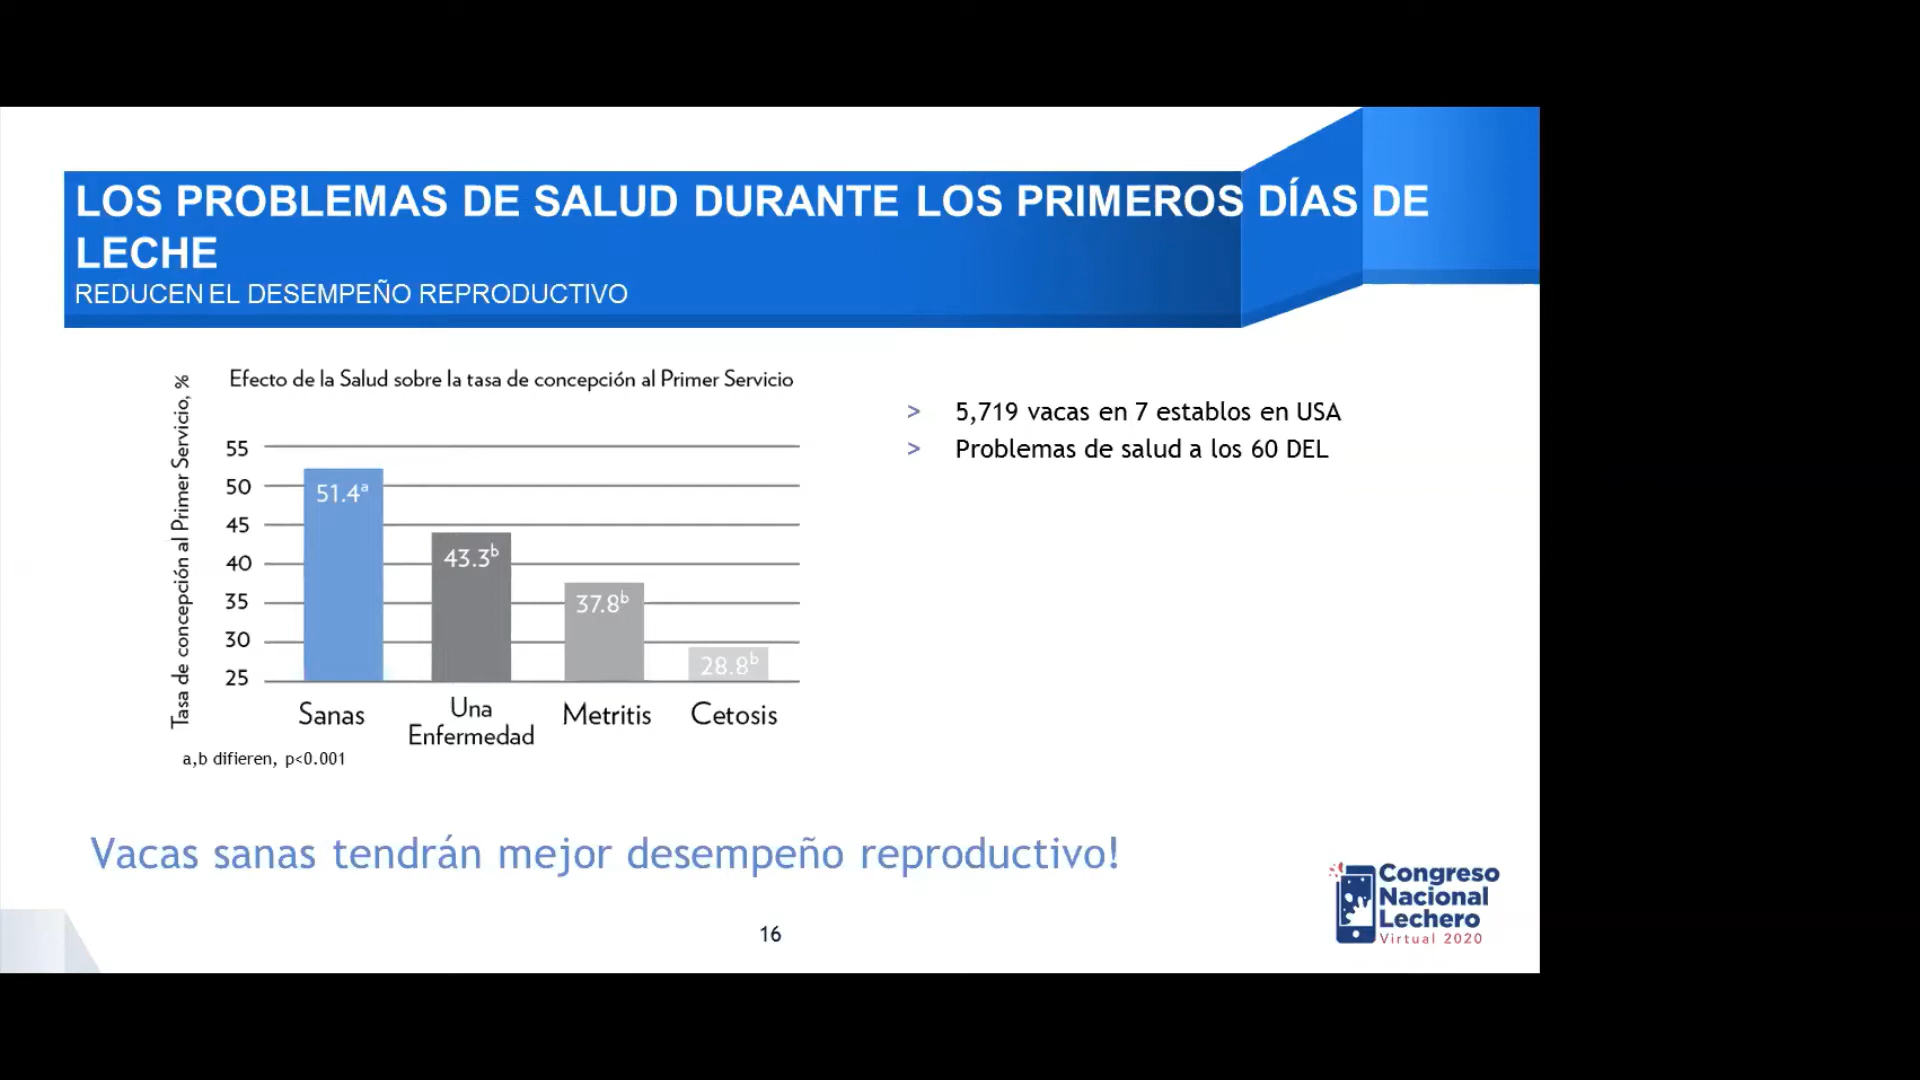 LOS PROBLEMAS DE SALUD DURANTE LOS PRIMEROS DÍAS DE
LECHE
REDUCEN EL DESEMPEÑO REPRODUCTIVO
Efecto de la Salud sobre la tasa de concepción al Primer Servicio
Tasa de concepción al Primer Servicio, %
55
50
45
40
35
30
25
51.4ᵃ
43.3ᵇ
37.8ᵇ
28.8ᵇ
Sanas
Una
Enfermedad
Metritis
Cetosis
a,b difieren, p<0.001
> 5,719 vacas en 7 establos en USA
> Problemas de salud a los 60 DEL
Vacas sanas tendrán mejor desempeño reproductivo!
16
Congreso
Nacional
Lechero
Virtual 2020